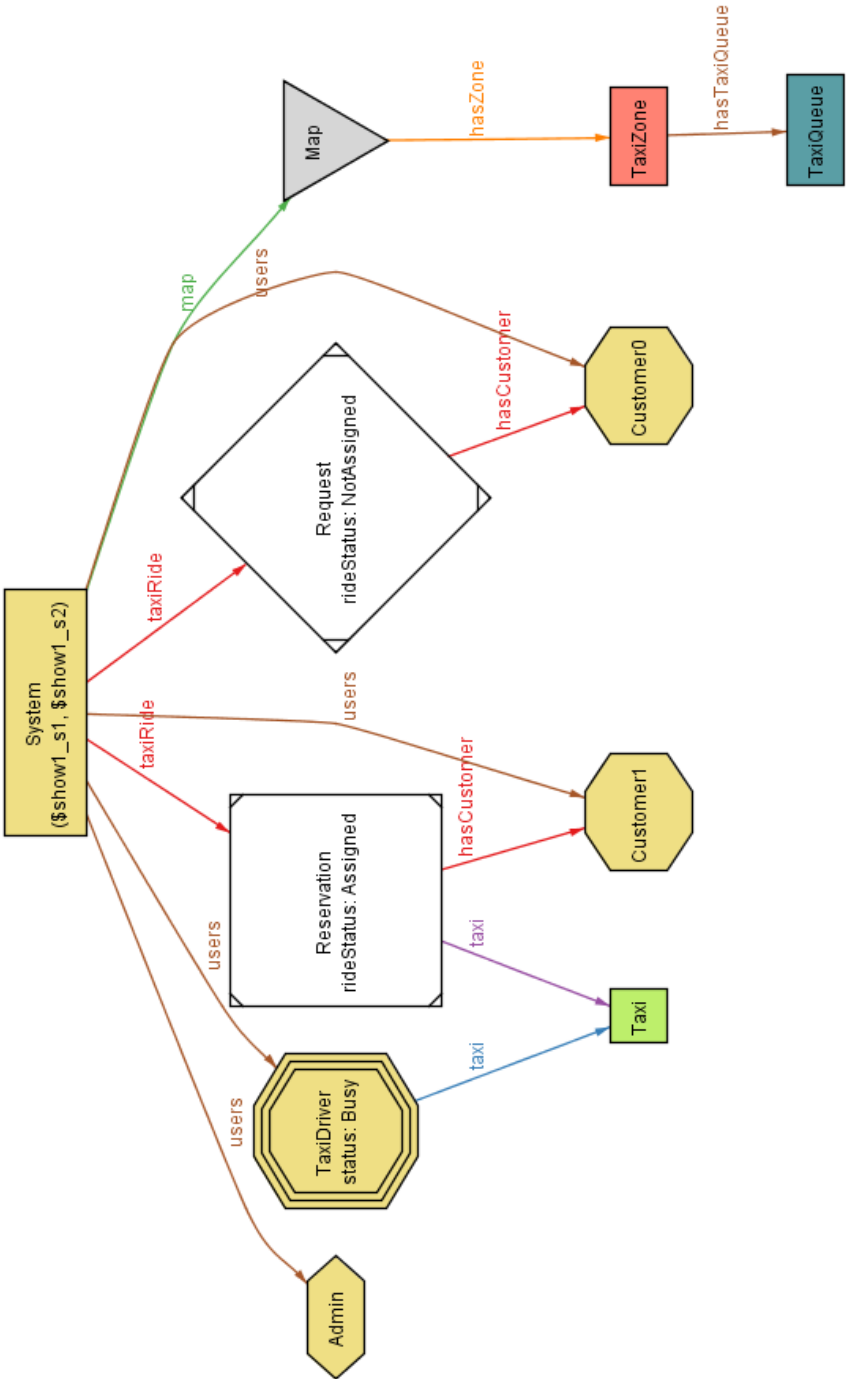 System
($show1_s1, $show1_s2)
users
users
taxiRide
users
taxiRide
map
users
Admin
TaxiDriver
status: Busy
Reservation
rideStatus: Assigned
Request
rideStatus: NotAssigned
Map
taxi
taxi
hasCustomer
hasCustomer
hasZone
Taxi
Customer1
Customer0
TaxiZone
hasTaxiQueue
TaxiQueue